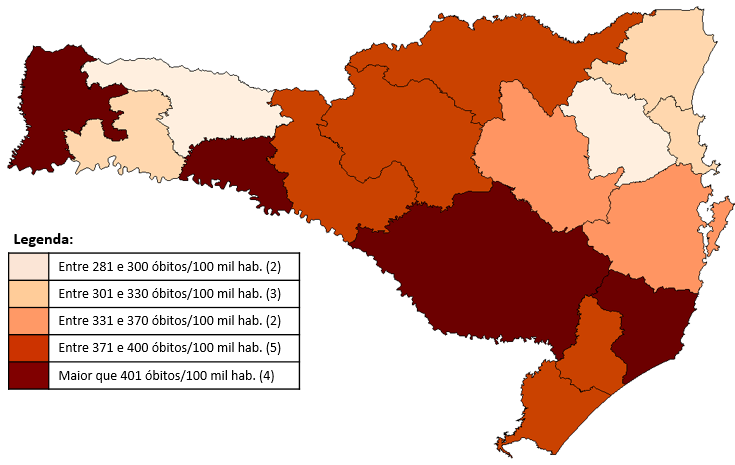 Legenda:
Entre 281 e 300 óbitos/100 mil hab. (2)
Entre 301 e 330 óbitos/100 mil hab. (3)
Entre 331 e 370 óbitos/100 mil hab. (2)
Entre 371 e 400 óbitos/100 mil hab. (5)
Maior que 401 óbitos/100 mil hab. (4)